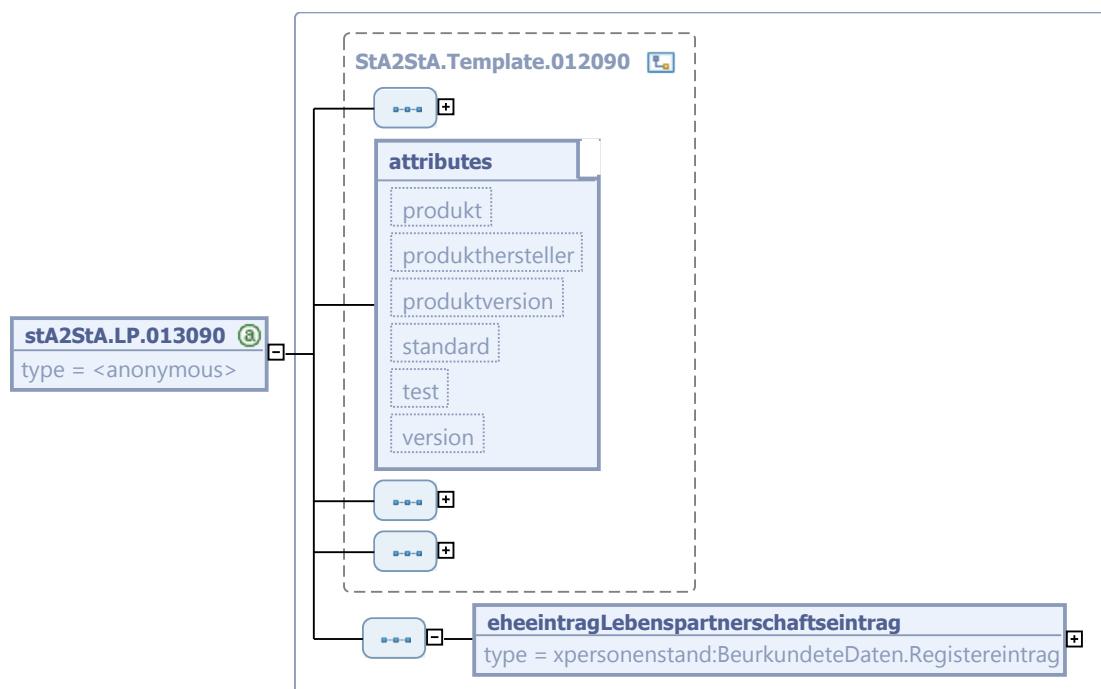 StA2StA.Template.012090
attributes
produkt
produkthersteller
produktversion
standard
test
version
stA2StA.LP.013090 a
type = <anonymous>
eheeintragLebenspartnerschaftseintrag
type = xpersonenstand:BeurkundeteDaten.Registereintrag